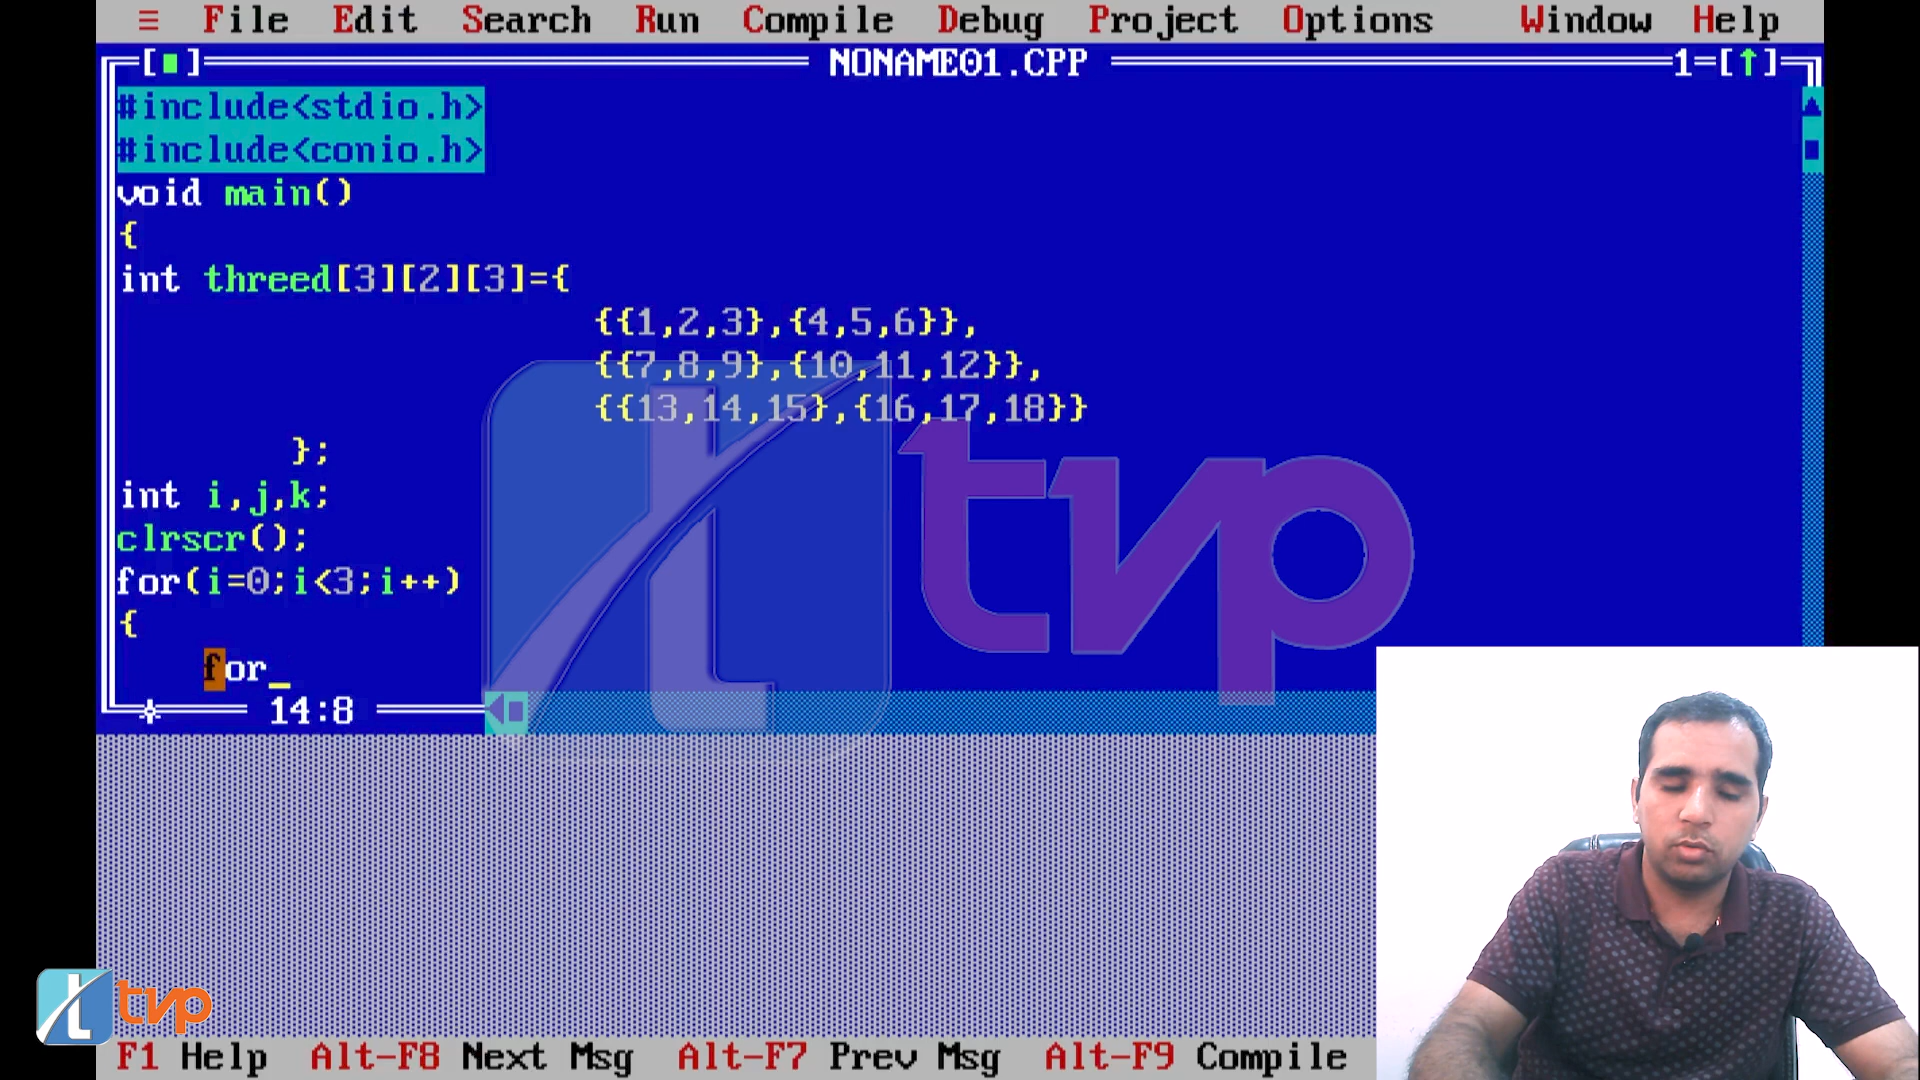 ≡ File Edit Search Run Compile Debug Project Options Window Help
[■] NONAME01.CPP 1=[↑]
#include<stdio.h>
#include<conio.h>
void main()
{
int threed[3][2][3]={
{{1,2,3},{4,5,6}},
{{7,8,9},{10,11,12}},
{{13,14,15},{16,17,18}}
};
int i,j,k;
clrscr();
for(i=0;i<3;i++)
{
for_
14:8
tvp
tvp
F1 Help Alt-F8 Next Msg Alt-F7 Prev Msg Alt-F9 Compile